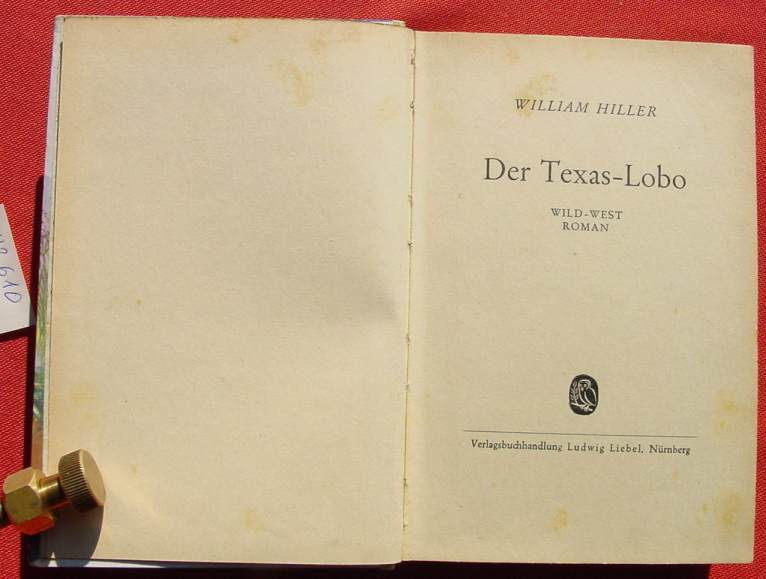 WILLIAM HILLER
Der Texas-Lobo
WILD-WEST
ROMAN
Verlagsbuchhandlung Ludwig Liebel, Nürnberg